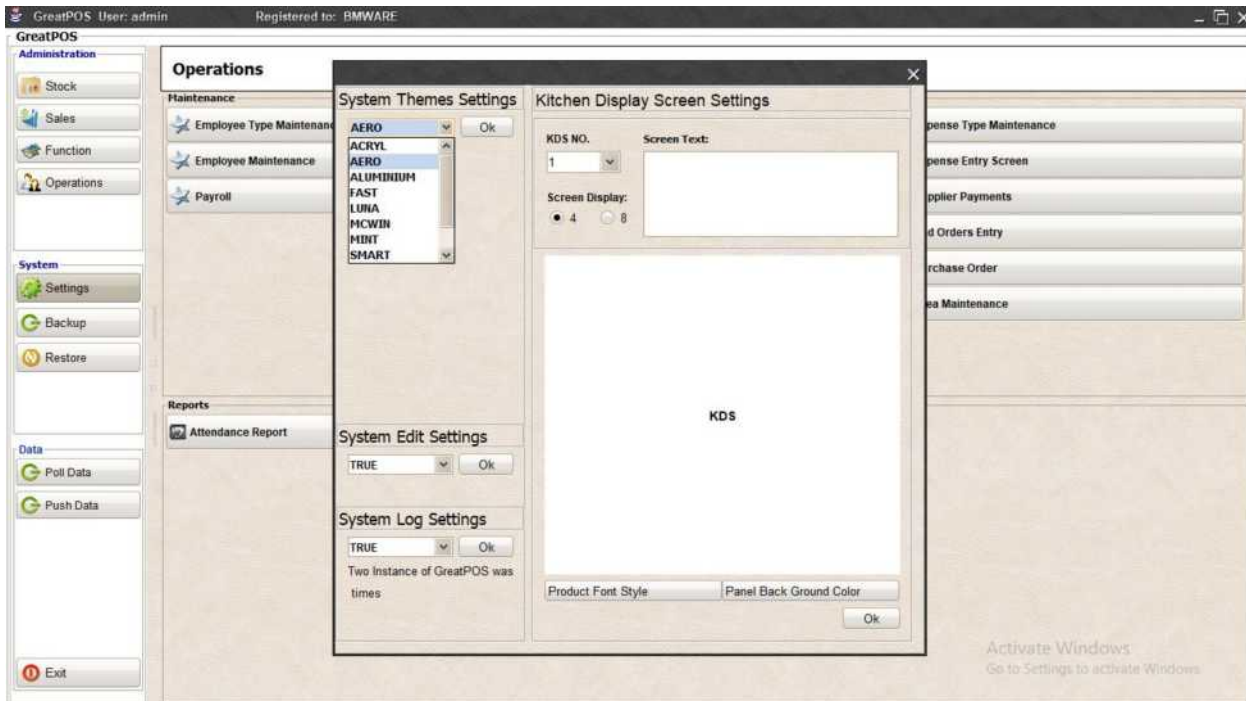 GreatPOS User: admin Registered to: BMWARE
GreatPOS
Administration
Stock
Sales
Function
Operations
System
Settings
Backup
Restore
Data
Poll Data
Push Data
Exit
Operations
Maintenance
Employee Type Maintenanc
Employee Maintenance
Payroll
Reports
Attendance Report
System Themes Settings
AERO Ok
ACRYL
AERO
ALUMINIUM
FAST
LUNA
MCWIN
MINT
SMART
System Edit Settings
TRUE Ok
System Log Settings
TRUE Ok
Two Instance of GreatPOS was
times
Kitchen Display Screen Settings
KDS NO. Screen Text:
1
Screen Display:
4 8
KDS
Product Font Style Panel Back Ground Color
Ok
pense Type Maintenance
pense Entry Screen
pplier Payments
d Orders Entry
rchase Order
ea Maintenance
Activate Windows
Go to Settings to activate Windows.